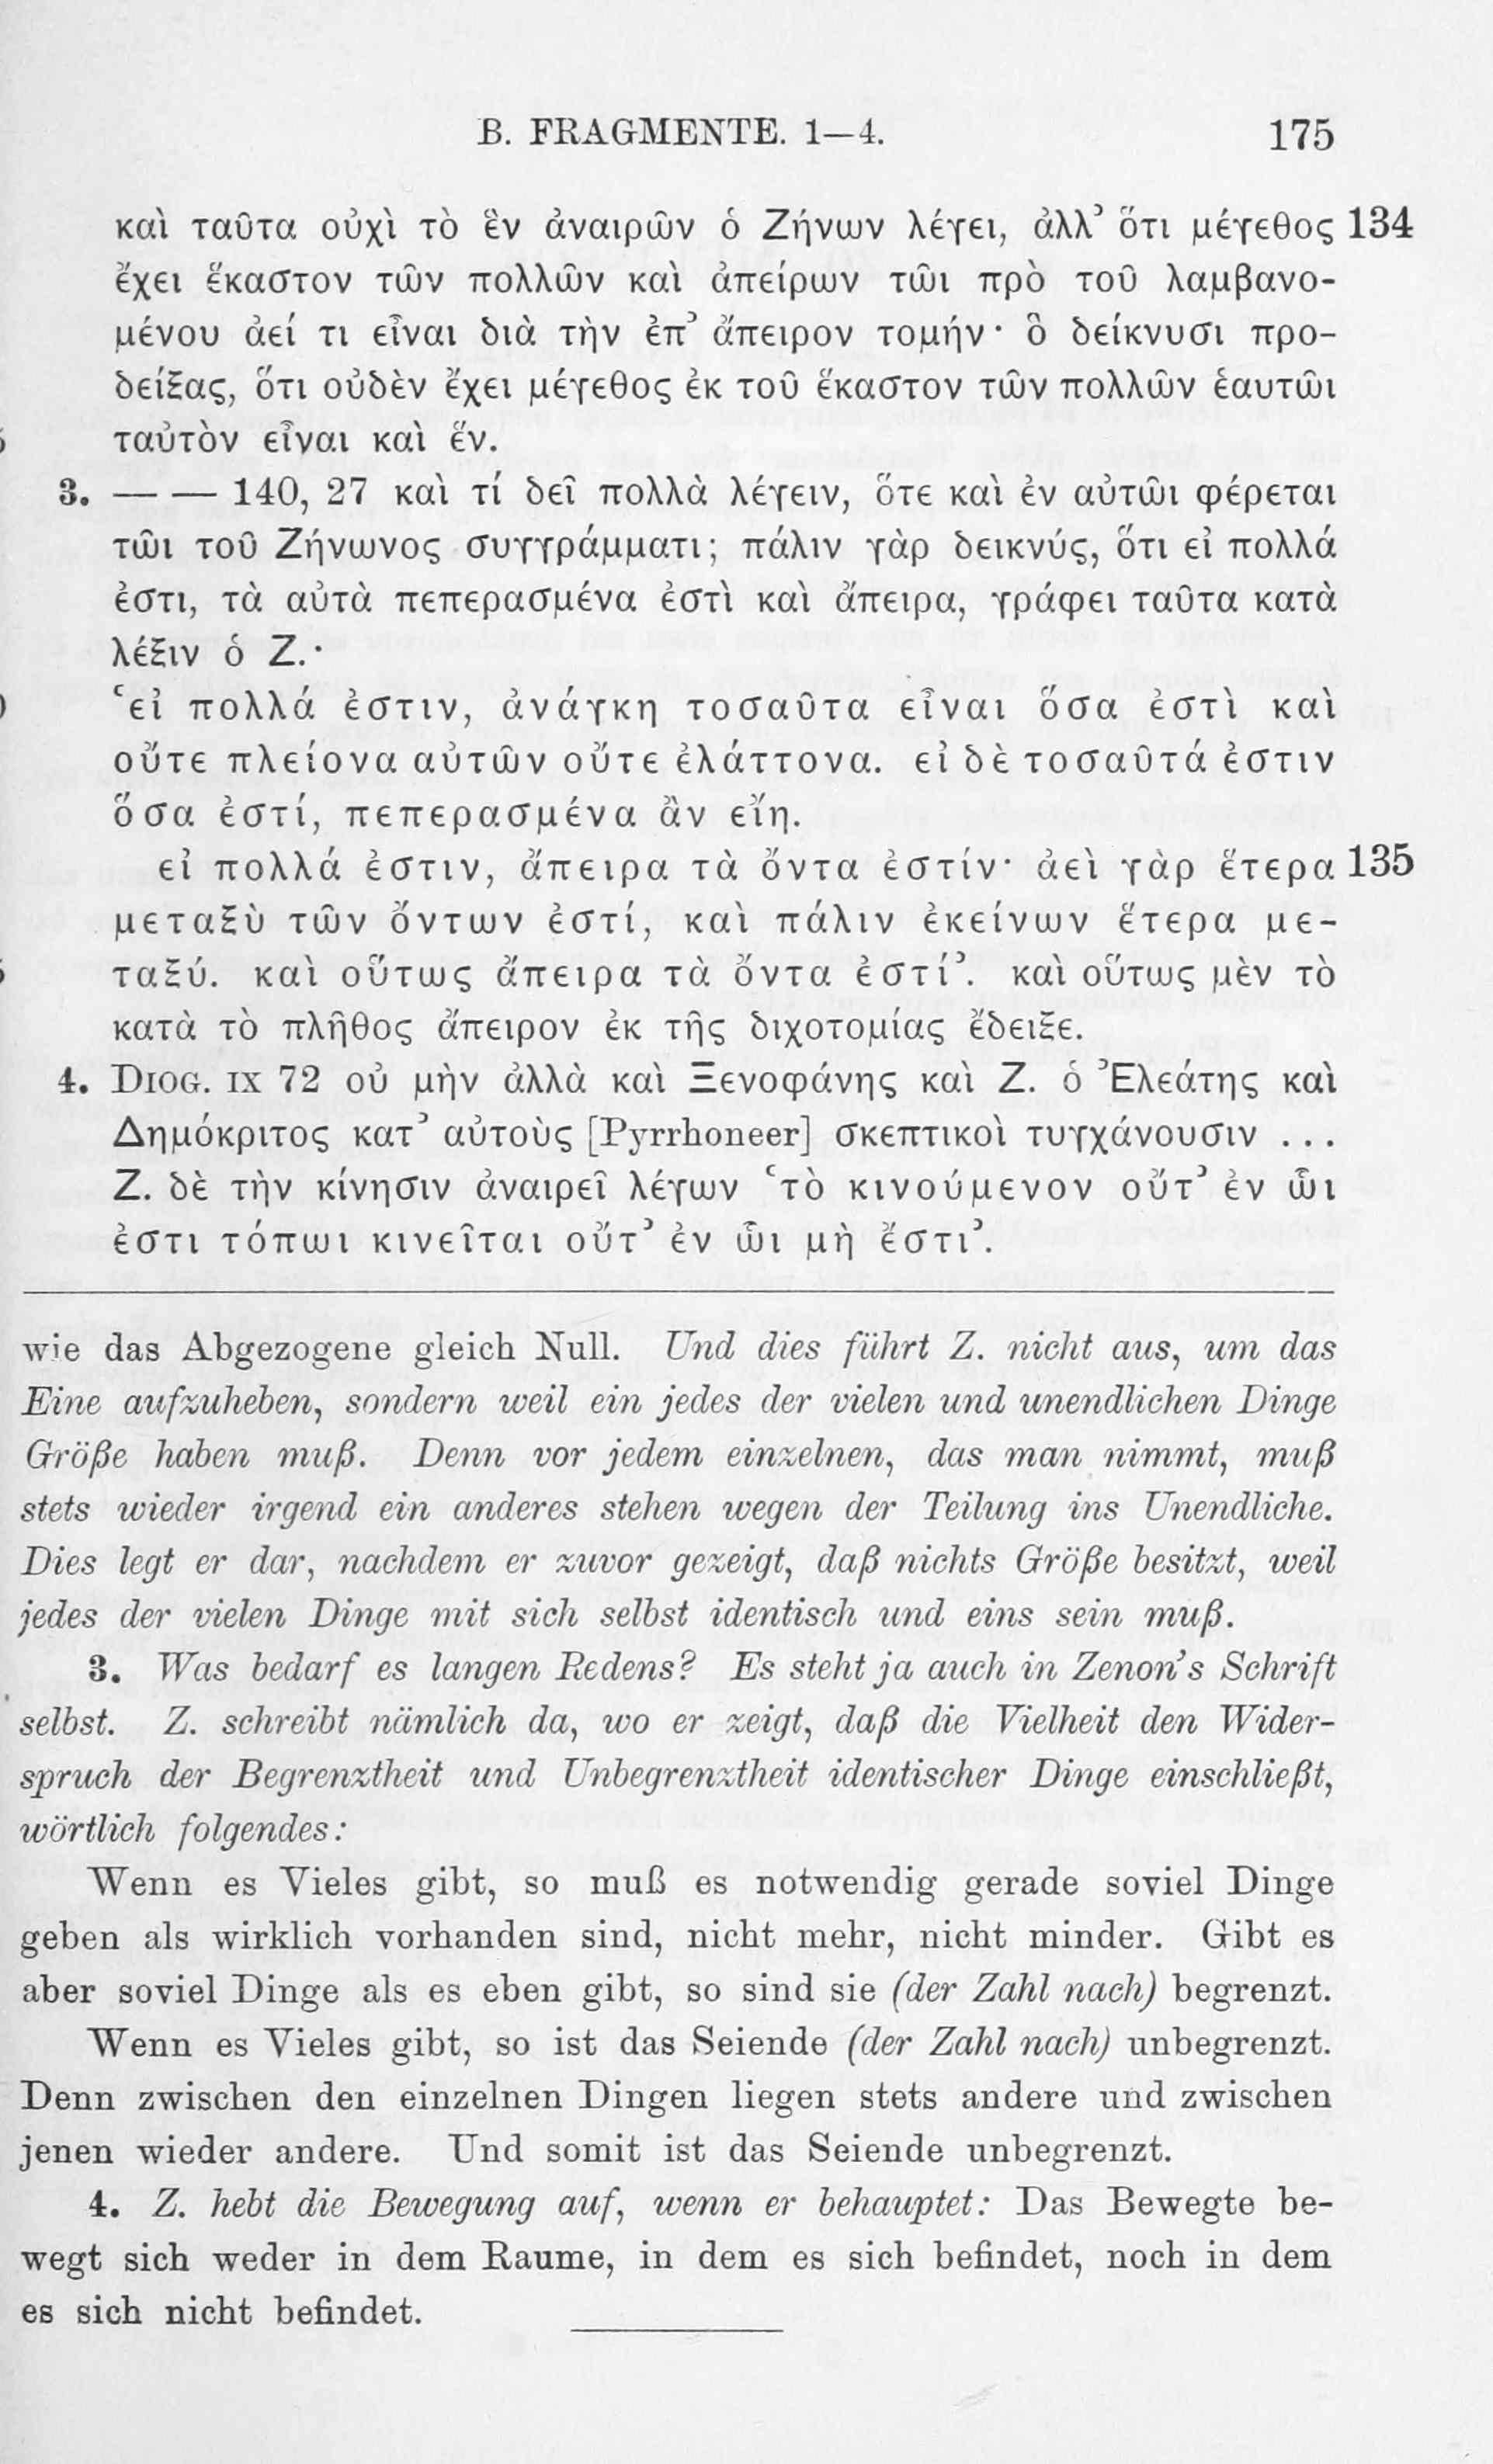 B. FRAGMENTE. 1—4. 175
καὶ ταῦτα οὐχὶ τὸ ἓν ἀναιρῶν ὁ Ζήνων λέγει, ἀλλ᾽ ὅτι μέγεθος 134
ἔχει ἕκαστον τῶν πολλῶν καὶ ἀπείρων τῶι πρὸ τοῦ λαμβανο-
μένου ἀεί τι εἶναι διὰ τὴν ἐπ᾽ ἄπειρον τομήν· ὃ δείκνυσι προ-
δείξας, ὅτι οὐδὲν ἔχει μέγεθος ἐκ τοῦ ἕκαστον τῶν πολλῶν ἑαυτῶι
ταὐτὸν εἶναι καὶ ἕν.
3. — — 140, 27 καὶ τί δεῖ πολλὰ λέγειν, ὅτε καὶ ἐν αὐτῶι φέρεται
τῶι τοῦ Ζήνωνος συγγράμματι; πάλιν γὰρ δεικνύς, ὅτι εἰ πολλά
ἐστι, τὰ αὐτὰ πεπερασμένα ἐστὶ καὶ ἄπειρα, γράφει ταῦτα κατὰ
λέξιν ὁ Ζ.·
‛εἰ πολλά ἐστιν, ἀνάγκη τοσαῦτα εἶναι ὅσα ἐστὶ καὶ
οὔτε πλείονα αὐτῶν οὔτε ἐλάττονα. εἰ δὲ τοσαῦτά ἐστιν
ὅσα ἐστί, πεπερασμένα ἂν εἴη.
εἰ πολλά ἐστιν, ἄπειρα τὰ ὄντα ἐστίν· ἀεὶ γὰρ ἕτερα 135
μεταξὺ τῶν ὄντων ἐστί, καὶ πάλιν ἐκείνων ἕτερα με-
ταξύ. καὶ οὕτως ἄπειρα τὰ ὄντα ἐστί᾽. καὶ οὕτως μὲν τὸ
κατὰ τὸ πλῆθος ἄπειρον ἐκ τῆς διχοτομίας ἔδειξε.
4. DIOG. IX 72 οὐ μὴν ἀλλὰ καὶ Ξενοφάνης καὶ Ζ. ὁ Ἐλεάτης καὶ
Δημόκριτος κατ᾽ αὐτοὺς [Pyrrhoneer] σκεπτικοὶ τυγχάνουσιν ...
Ζ. δὲ τὴν κίνησιν ἀναιρεῖ λέγων ‛τὸ κινούμενον οὔτ᾽ ἐν ὧι
ἐστι τόπωι κινεῖται οὔτ᾽ ἐν ὧι μὴ ἔστι᾽.
wie das Abgezogene gleich Null. Und dies führt Z. nicht aus, um das
Eine aufzuheben, sondern weil ein jedes der vielen und unendlichen Dinge
Größe haben muß. Denn vor jedem einzelnen, das man nimmt, muß
stets wieder irgend ein anderes stehen wegen der Teilung ins Unendliche.
Dies legt er dar, nachdem er zuvor gezeigt, daß nichts Größe besitzt, weil
jedes der vielen Dinge mit sich selbst identisch und eins sein muß.
3. Was bedarf es langen Redens? Es steht ja auch in Zenon's Schrift
selbst. Z. schreibt nämlich da, wo er zeigt, daß die Vielheit den Wider-
spruch der Begrenztheit und Unbegrenztheit identischer Dinge einschließt,
wörtlich folgendes:
Wenn es Vieles gibt, so muß es notwendig gerade soviel Dinge
geben als wirklich vorhanden sind, nicht mehr, nicht minder. Gibt es
aber soviel Dinge als es eben gibt, so sind sie (der Zahl nach) begrenzt.
Wenn es Vieles gibt, so ist das Seiende (der Zahl nach) unbegrenzt.
Denn zwischen den einzelnen Dingen liegen stets andere und zwischen
jenen wieder andere. Und somit ist das Seiende unbegrenzt.
4. Z. hebt die Bewegung auf, wenn er behauptet: Das Bewegte be-
wegt sich weder in dem Raume, in dem es sich befindet, noch in dem
es sich nicht befindet.